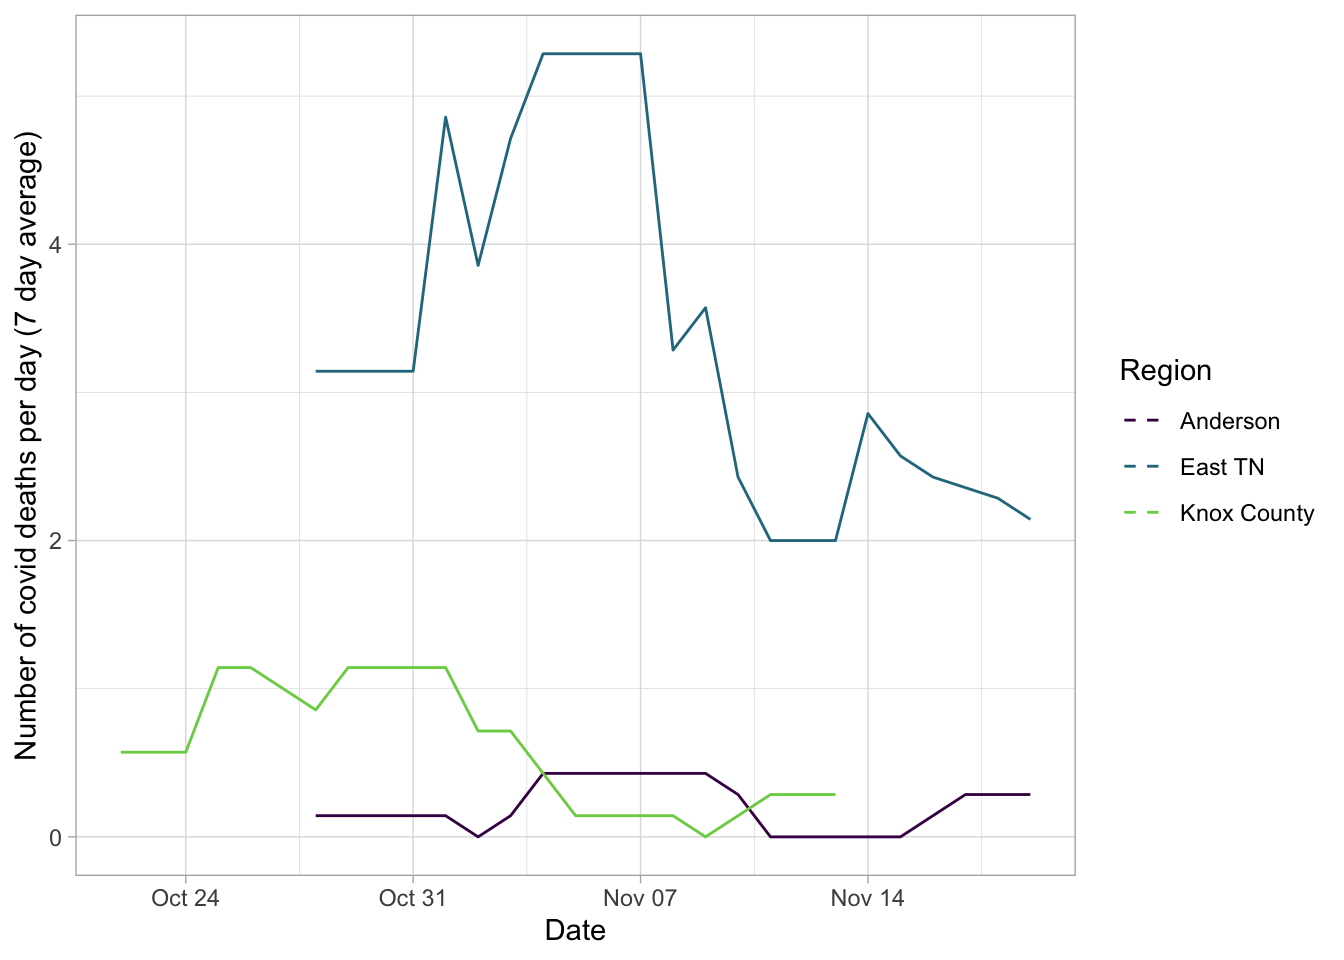 Number of covid deaths per day (7 day average)
4
2
0
Oct 24
Oct 31
Nov 07
Nov 14
Date
Region
Anderson
East TN
Knox County